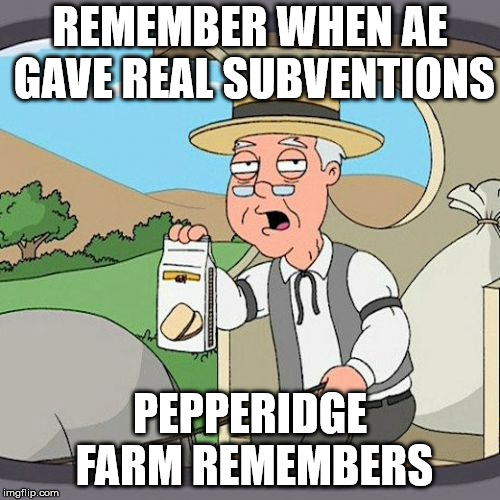 REMEMBER WHEN AE
GAVE REAL SUBVENTIONS
PEPPERIDGE
FARM REMEMBERS
imgflip.com